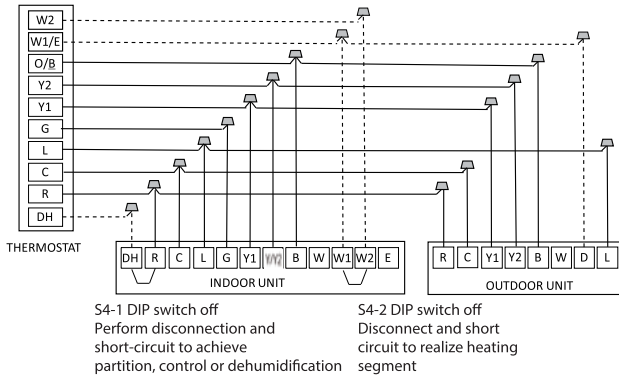 W2
W1/E
O/B
Y2
Y1
G
L
C
R
DH
THERMOSTAT
DH R C L G Y1 Y/Y2 B W W1 W2 E
INDOOR UNIT
R C Y1 Y2 B W D L
OUTDOOR UNIT
S4-1 DIP switch off
Perform disconnection and
short-circuit to achieve
partition, control or dehumidification
S4-2 DIP switch off
Disconnect and short
circuit to realize heating
segment